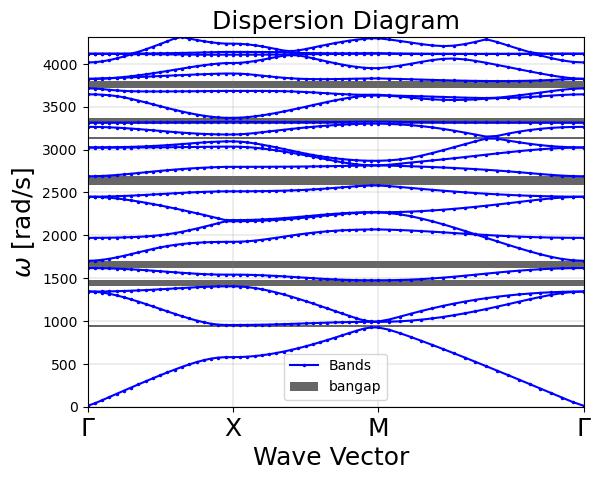 Dispersion Diagram
ω [rad/s]
4000
3500
3000
2500
2000
1500
1000
500
0
Bands
bangap
Γ X M Γ
Wave Vector